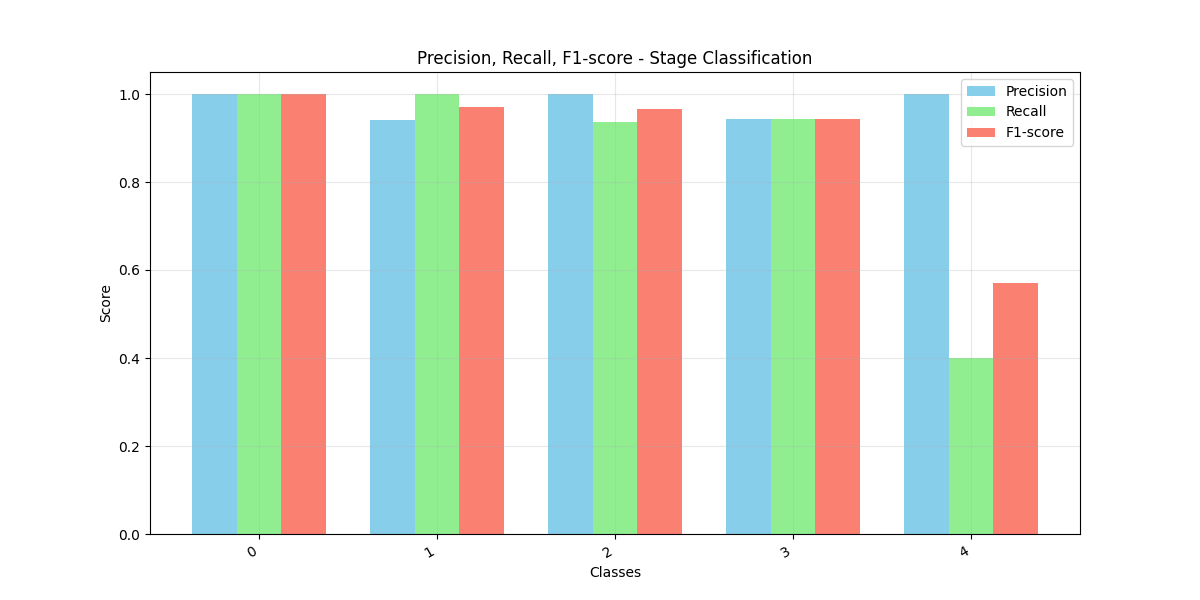 Precision, Recall, F1-score - Stage Classification
Precision
Recall
F1-score
1.0
0.8
0.6
0.4
0.2
0.0
Score
0
1
2
3
4
Classes